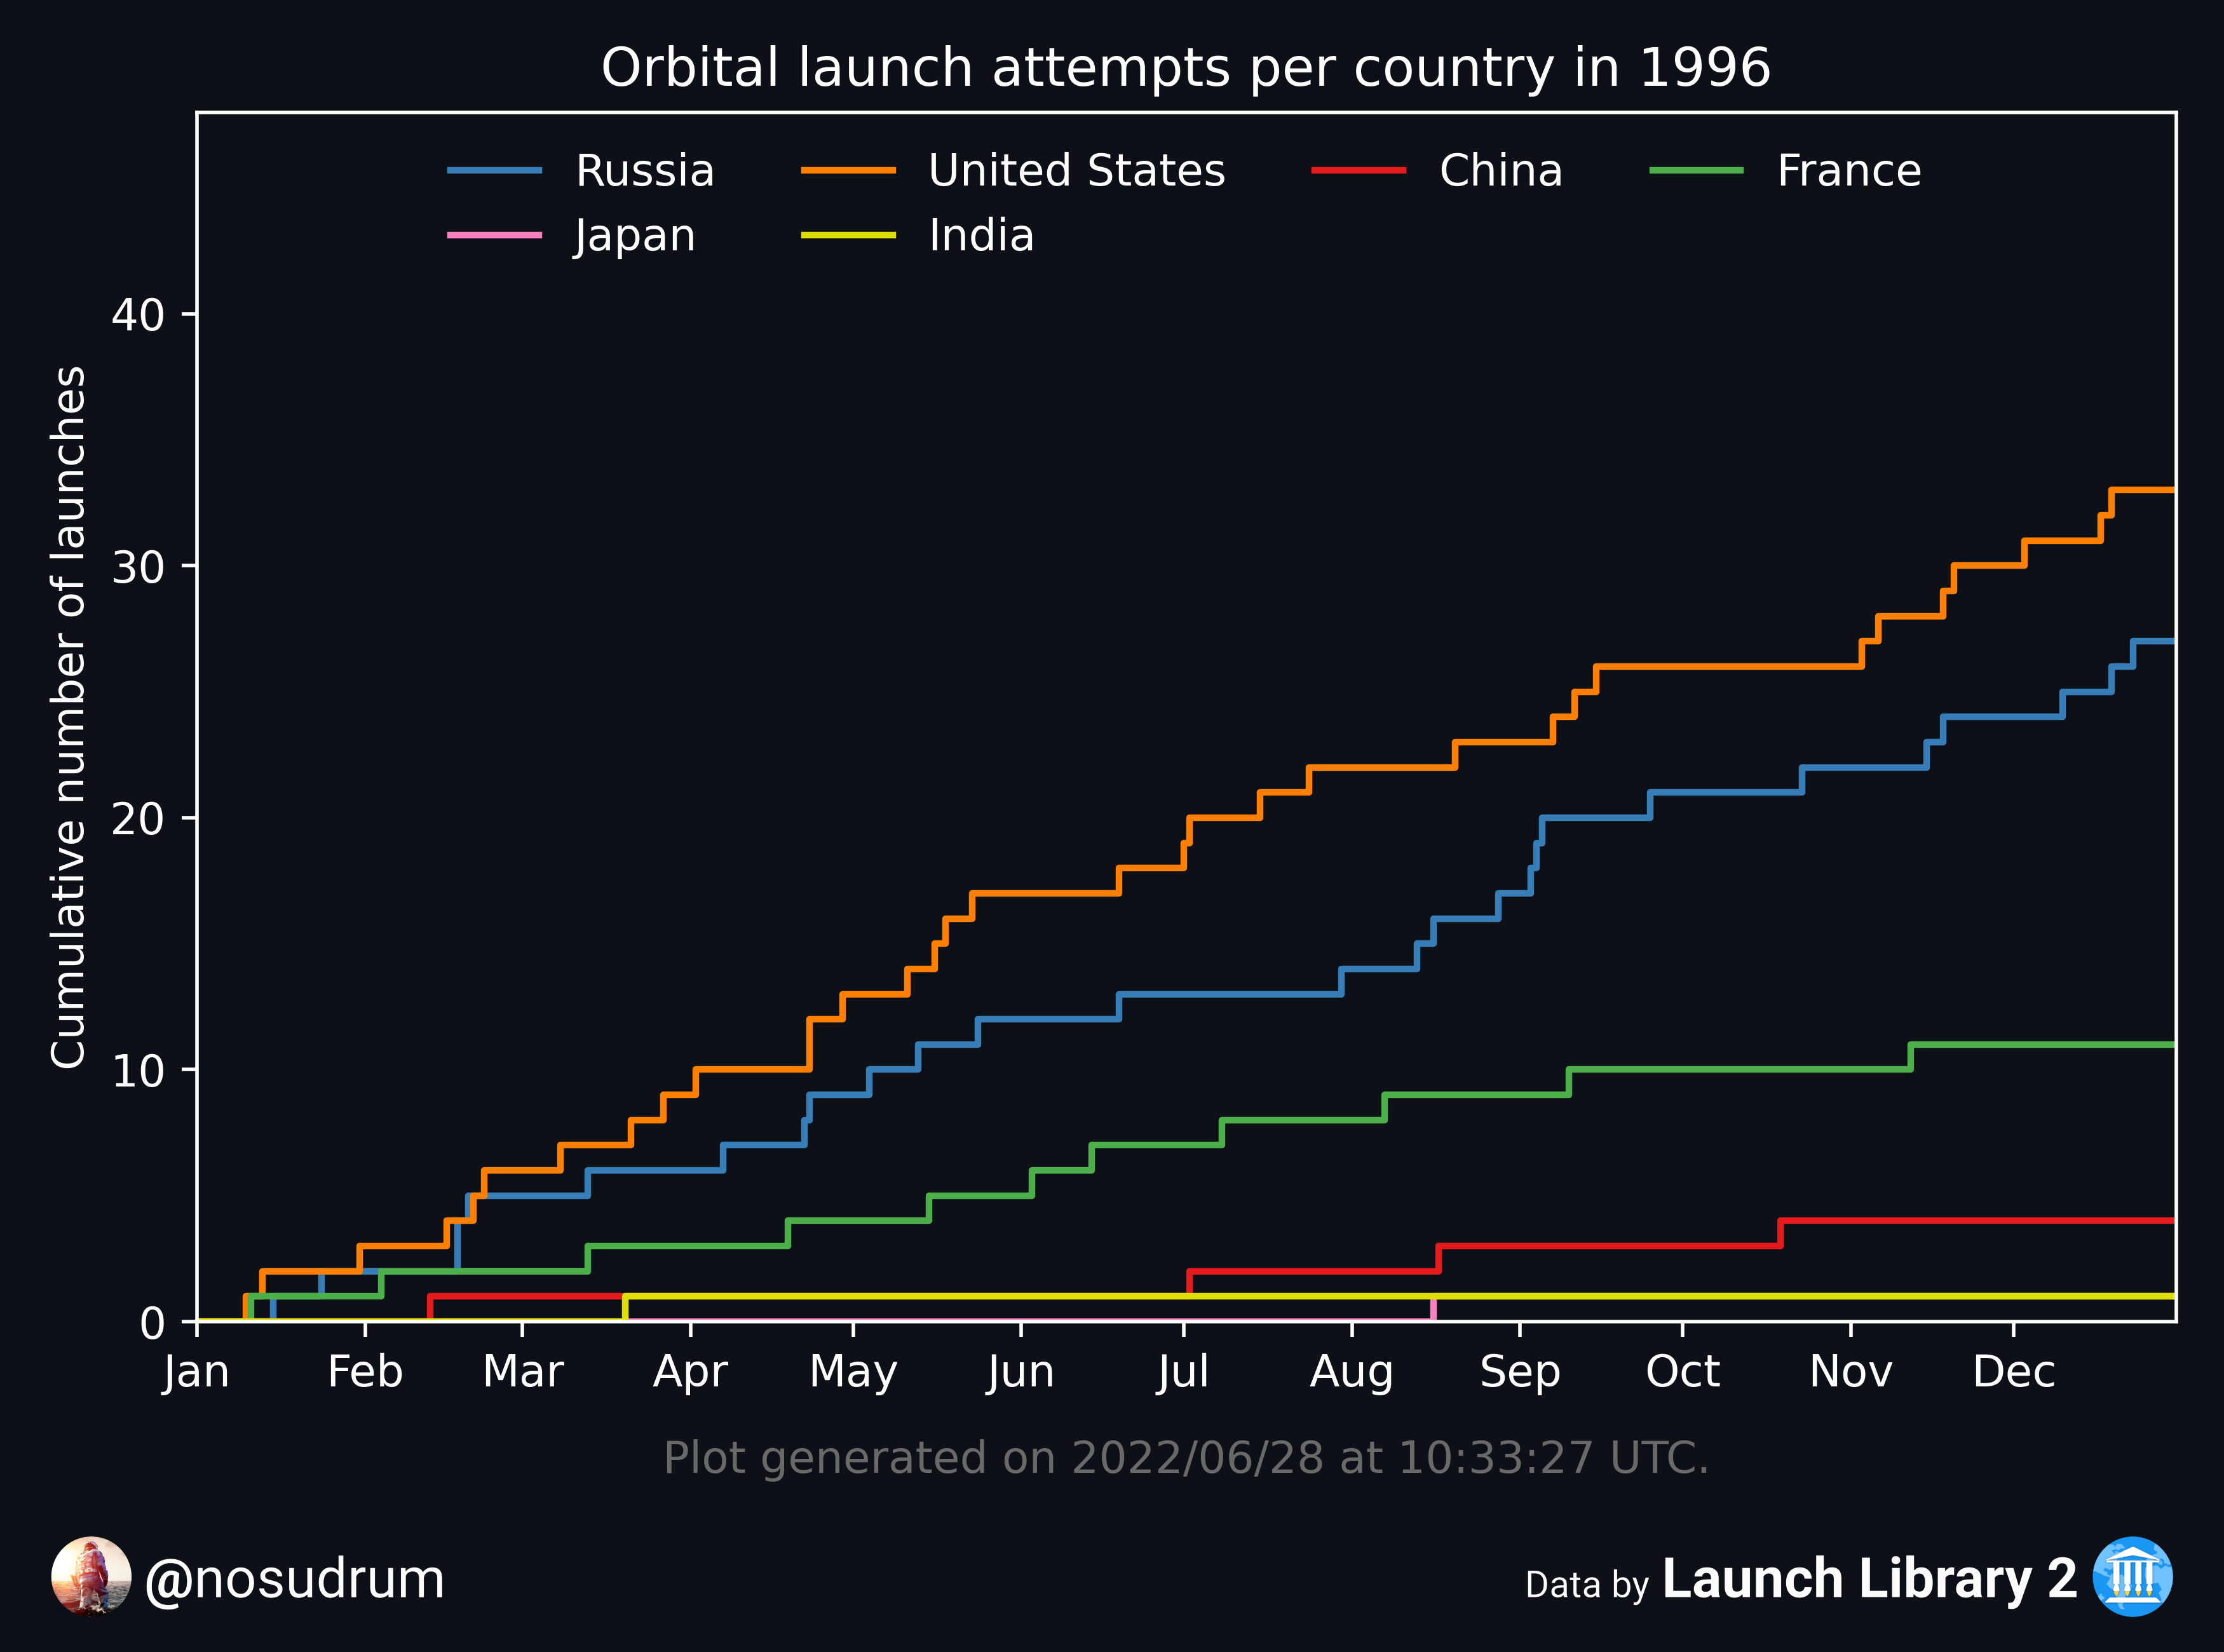 Orbital launch attempts per country in 1996
Russia United States China France
Japan India
Cumulative number of launches
40
30
20
10
0
Jan Feb Mar Apr May Jun Jul Aug Sep Oct Nov Dec
Plot generated on 2022/06/28 at 10:33:27 UTC.
@nosudrum
Data by Launch Library 2